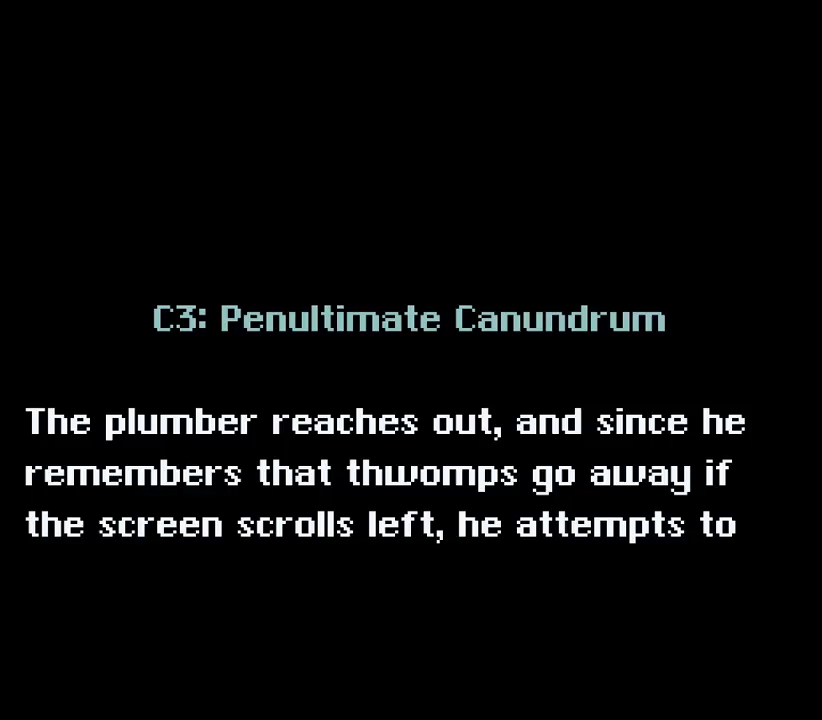 C3: Penultimate Canundrum
The plumber reaches out, and since he
remembers that thwomps go away if
the screen scrolls left, he attempts to